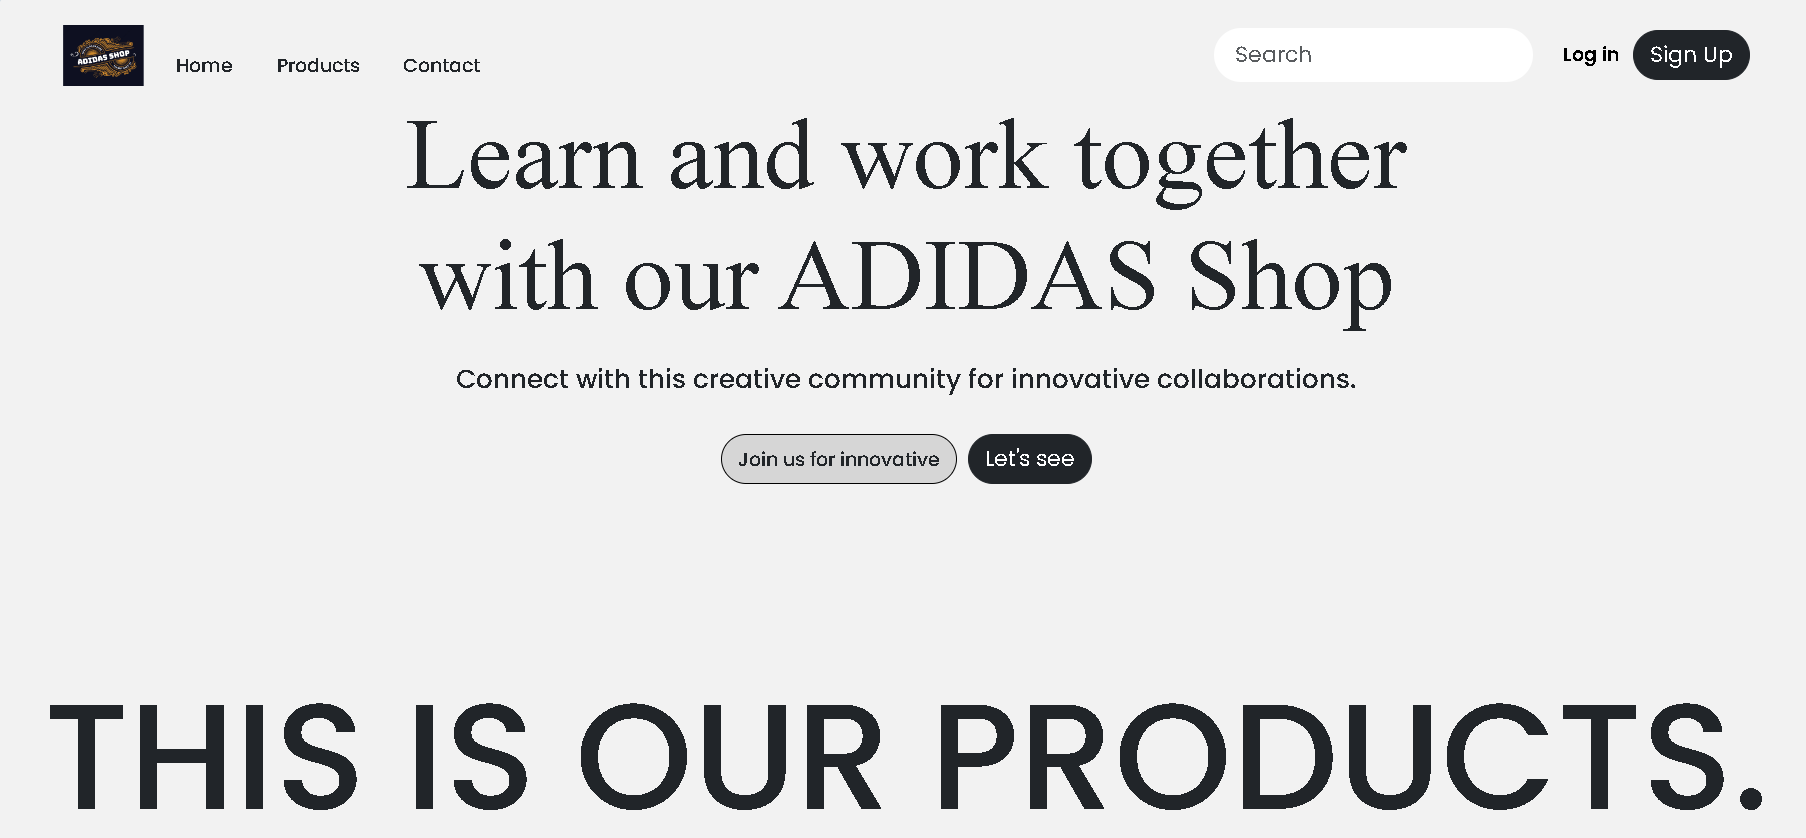 ADIDAS SHOP
Home Products Contact Search Log in Sign Up
Learn and work together
with our ADIDAS Shop
Connect with this creative community for innovative collaborations.
Join us for innovative Let's see
THIS IS OUR PRODUCTS.